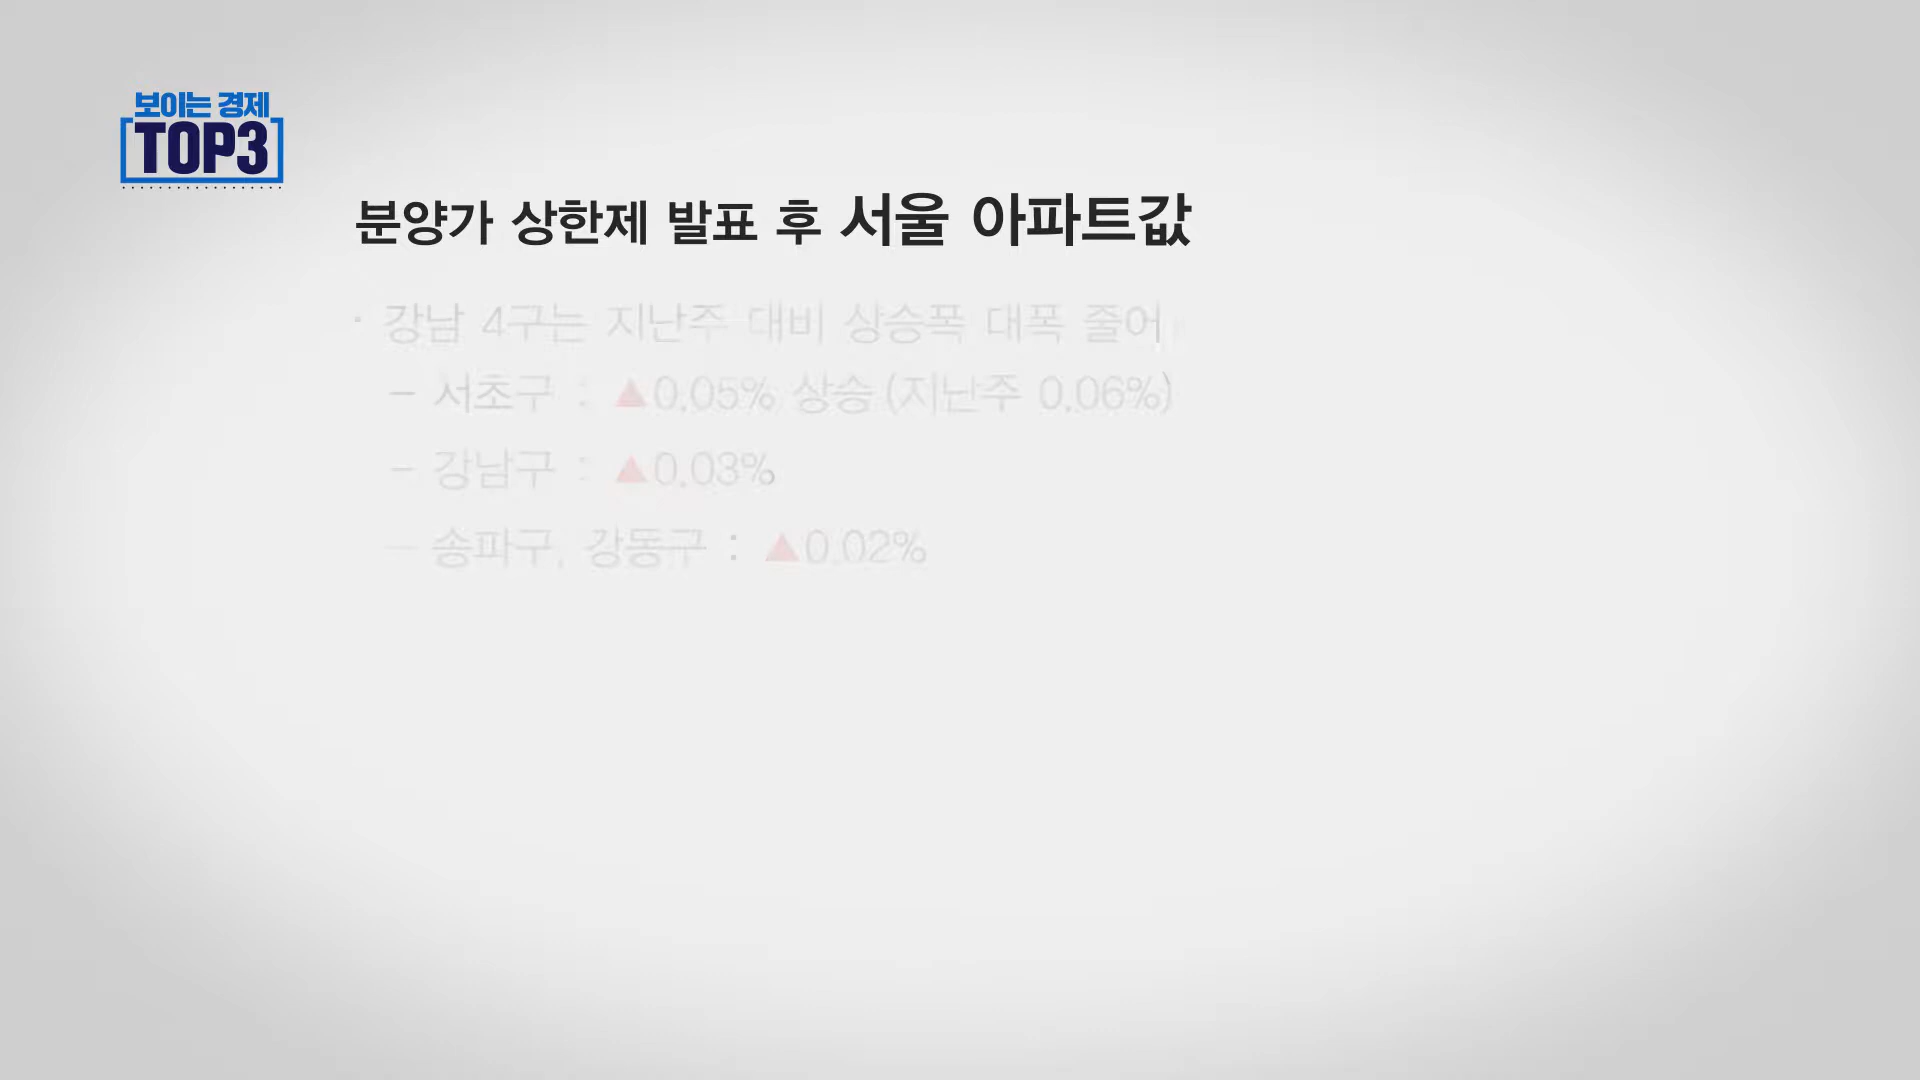 보이는 경제
TOP3
분양가 상한제 발표 후 서울 아파트값
· 강남 4구는 지난주 대비 상승폭 대폭 줄어
- 서초구 : ▲0.05% 상승 (지난주 0.06%)
- 강남구 : ▲0.03%
- 송파구, 강동구 : ▲0.02%